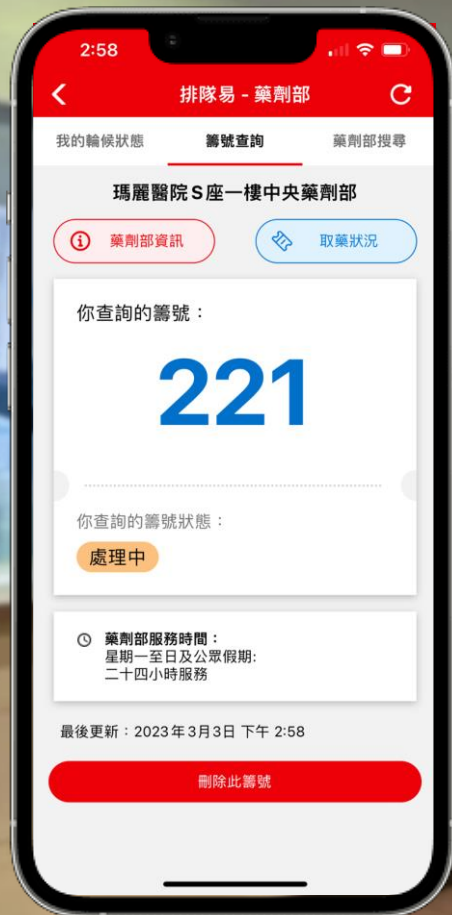 2:58
排隊易 - 藥劑部
我的輪候狀態
籌號查詢
藥劑部搜尋
瑪麗醫院S座一樓中央藥劑部
藥劑部資訊
取藥狀況
你查詢的籌號：
221
你查詢的籌號狀態：
處理中
藥劑部服務時間：
星期一至日及公眾假期:
二十四小時服務
最後更新：2023年3月3日 下午 2:58
刪除此籌號